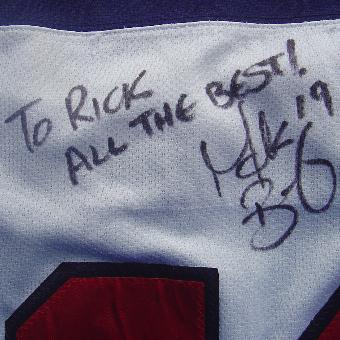 To RICK
ALL THE BEST!
'19